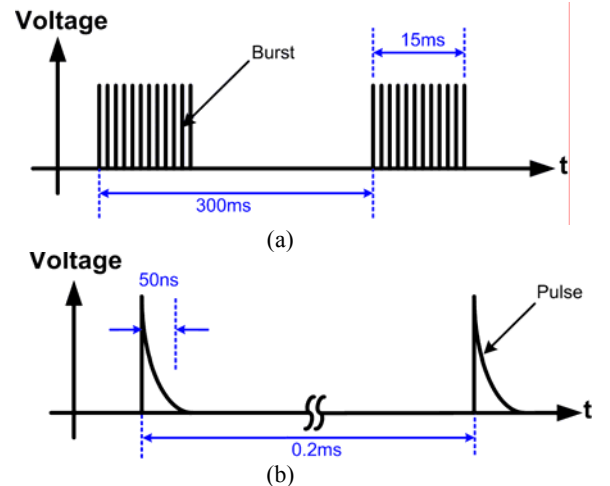 Voltage
Burst
15ms
t
300ms
(a)
Voltage
50ns
Pulse
t
0.2ms
(b)